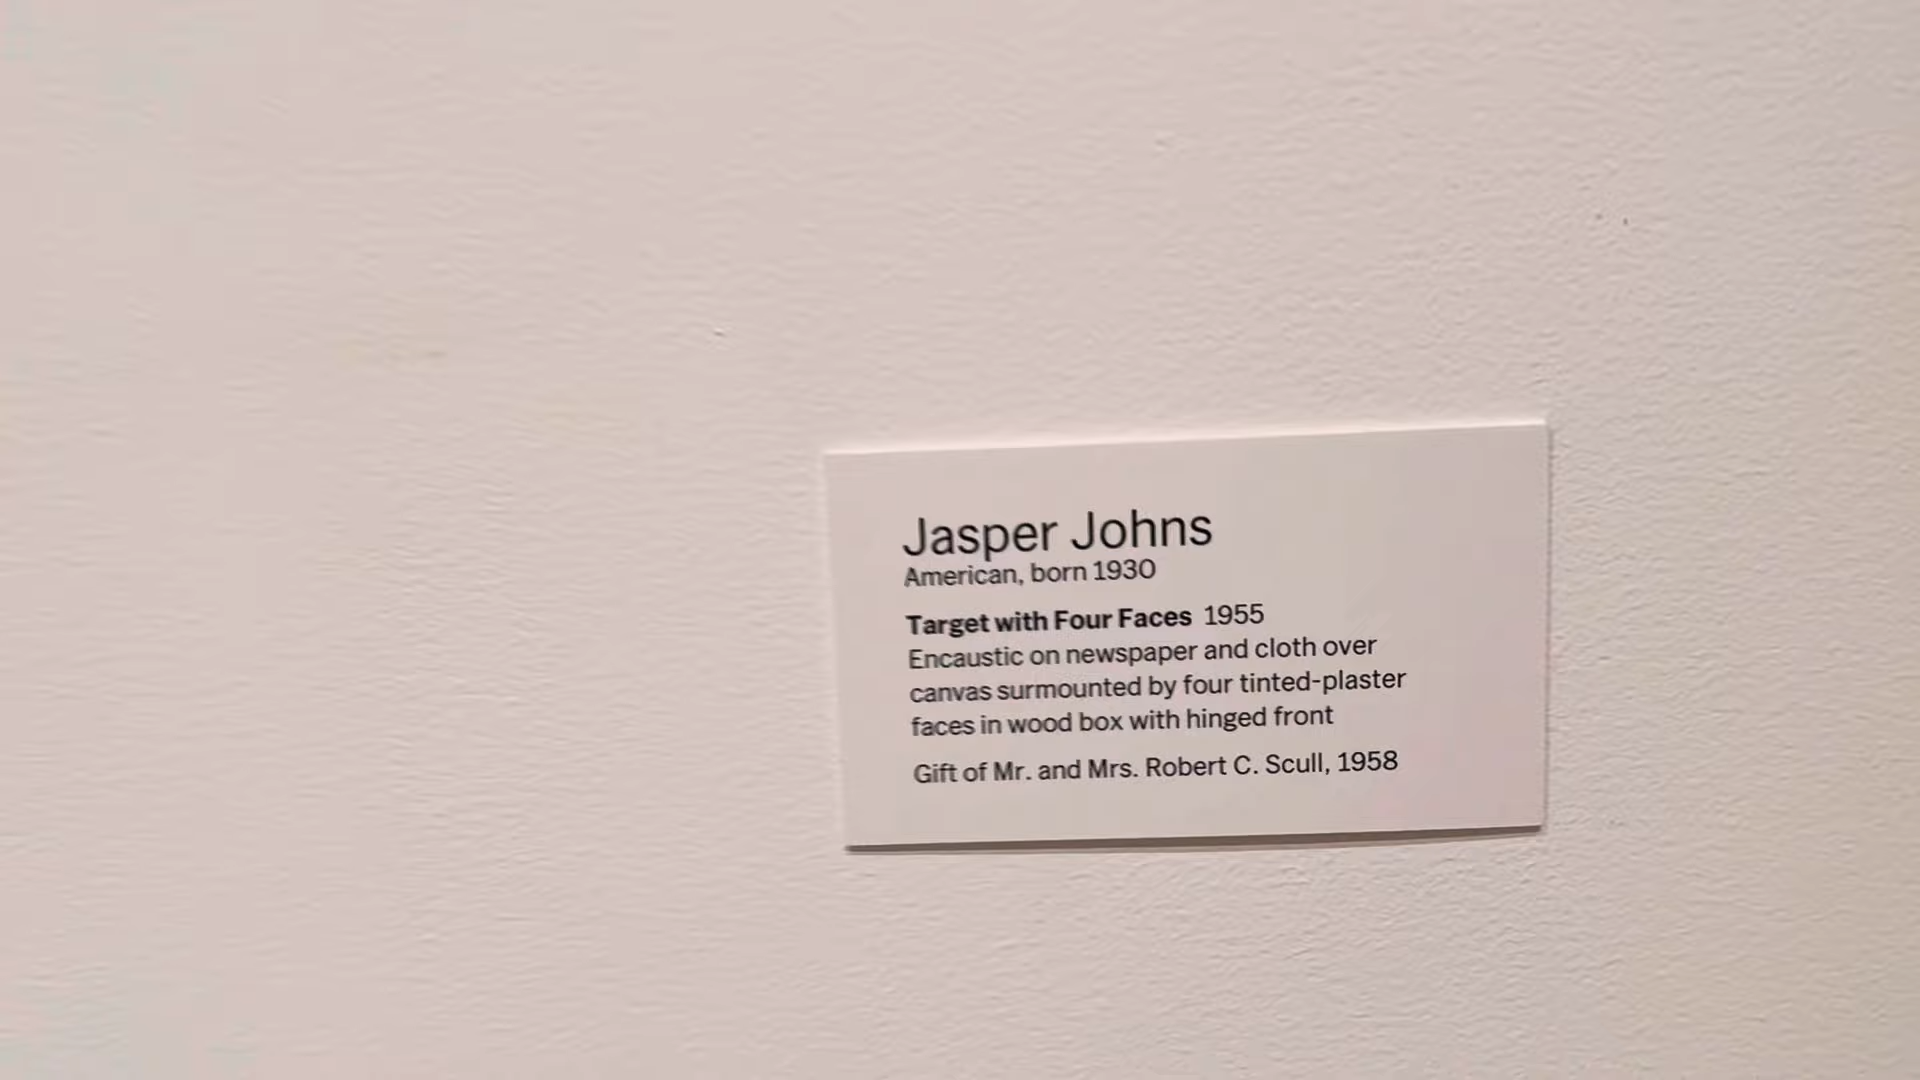 Jasper Johns
American, born 1930
Target with Four Faces 1955
Encaustic on newspaper and cloth over
canvas surmounted by four tinted-plaster
faces in wood box with hinged front
Gift of Mr. and Mrs. Robert C. Scull, 1958